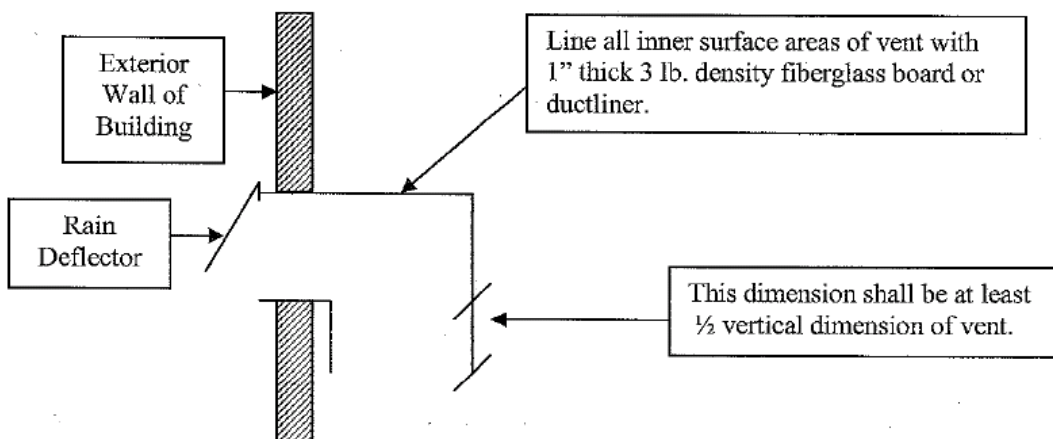 Exterior
Wall of
Building
Line all inner surface areas of vent with
1” thick 3 lb. density fiberglass board or
ductliner.
Rain
Deflector
This dimension shall be at least
½ vertical dimension of vent.